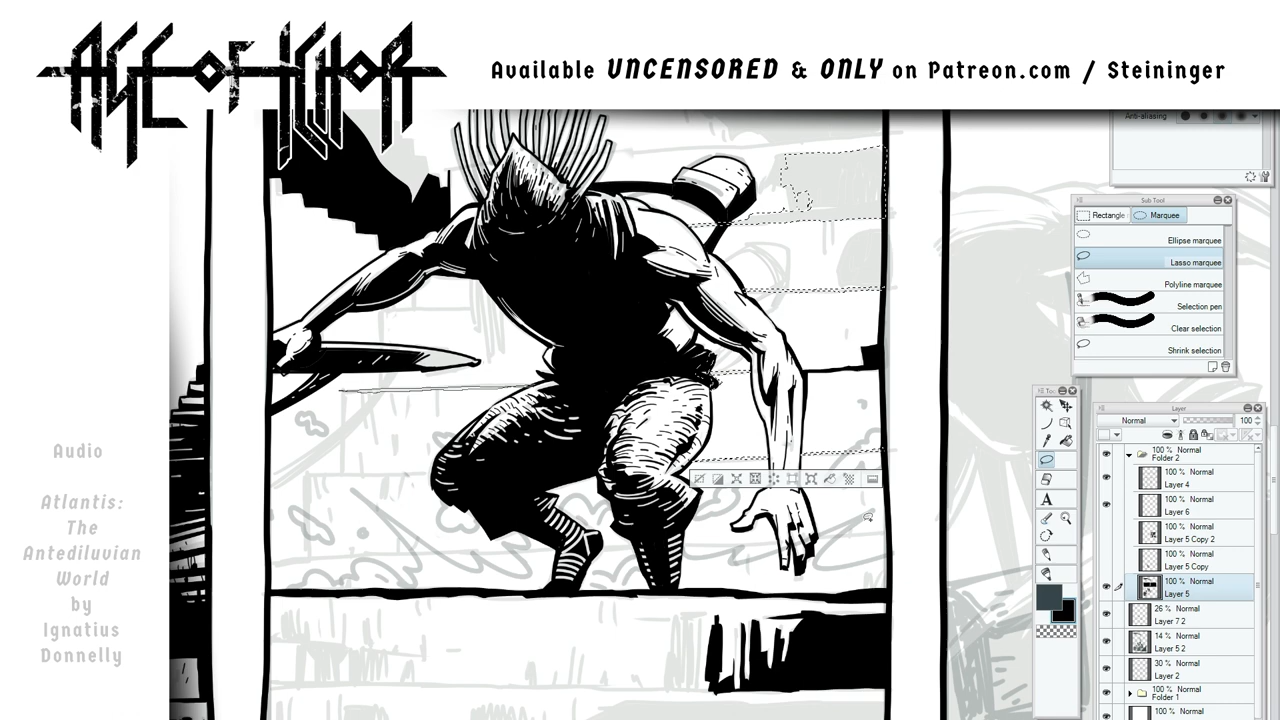 AGE OF ICHOR
Available UNCENSORED & ONLY on Patreon.com / Steininger
Anti-aliasing
Sub Tool
Rectangle
Marquee
Ellipse marquee
Lasso marquee
Polyline marquee
Selection pen
Clear selection
Shrink selection
Layer
Normal
100
100 % Normal
Folder 2
100 % Normal
Layer 4
100 % Normal
Layer 6
100 % Normal
Layer 5 Copy 2
100 % Normal
Layer 5 Copy
100 % Normal
Layer 5
26 % Normal
Layer 7 2
14 % Normal
Layer 5 2
30 % Normal
Layer 2
100 % Normal
Folder 1
100 % Normal
Audio
Atlantis:
The
Antediluvian
World
by
Ignatius
Donnelly